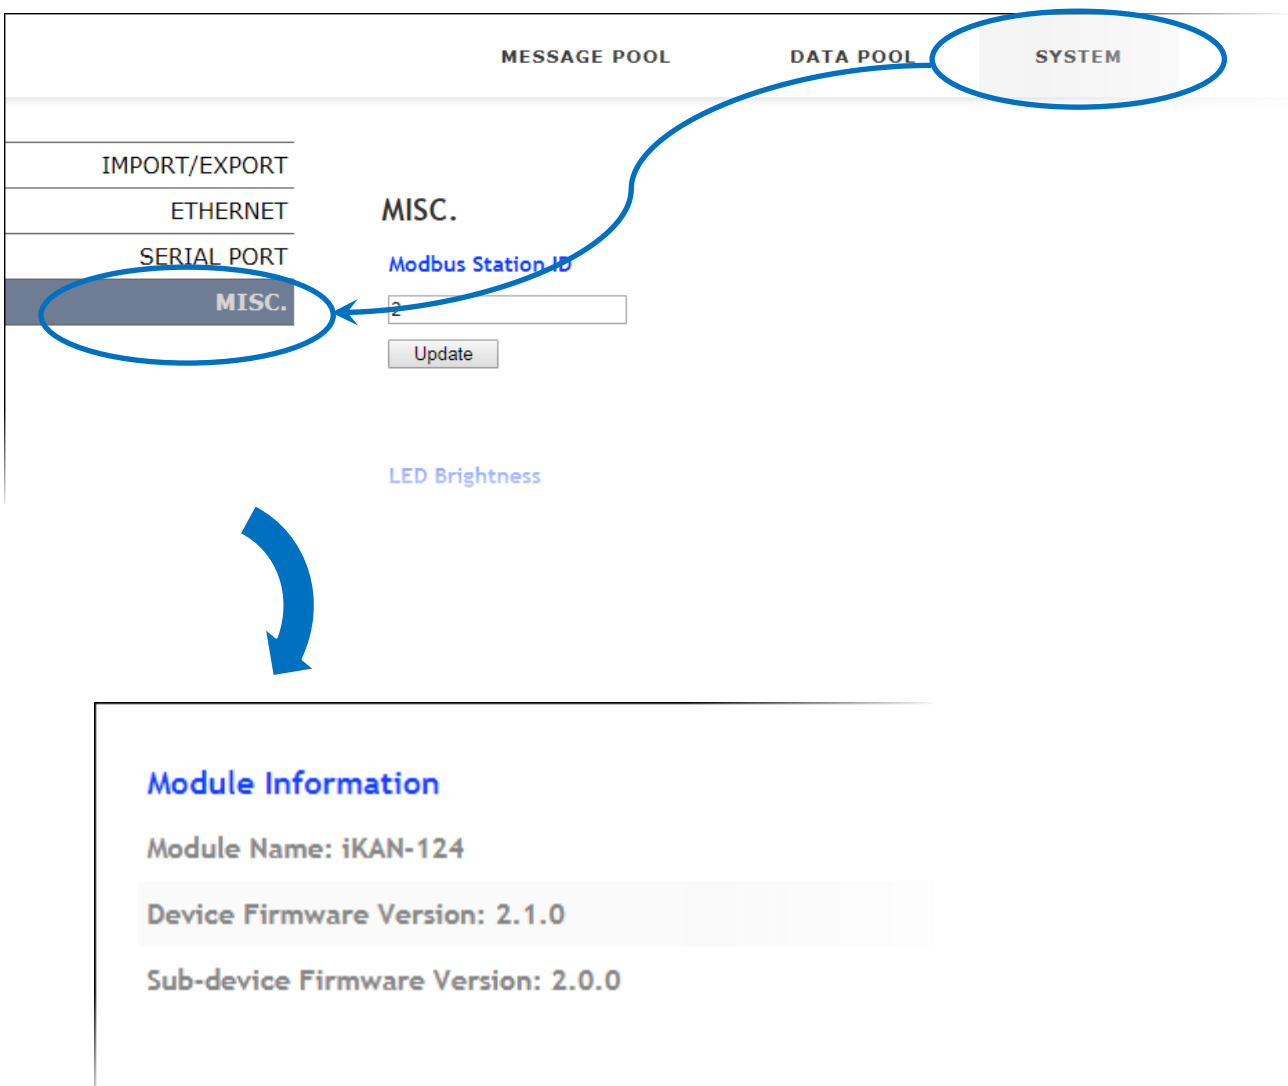 MESSAGE POOL DATA POOL SYSTEM
IMPORT/EXPORT
ETHERNET
SERIAL PORT
MISC.
MISC.
Modbus Station ID
2
Update
LED Brightness
Module Information
Module Name: iKAN-124
Device Firmware Version: 2.1.0
Sub-device Firmware Version: 2.0.0